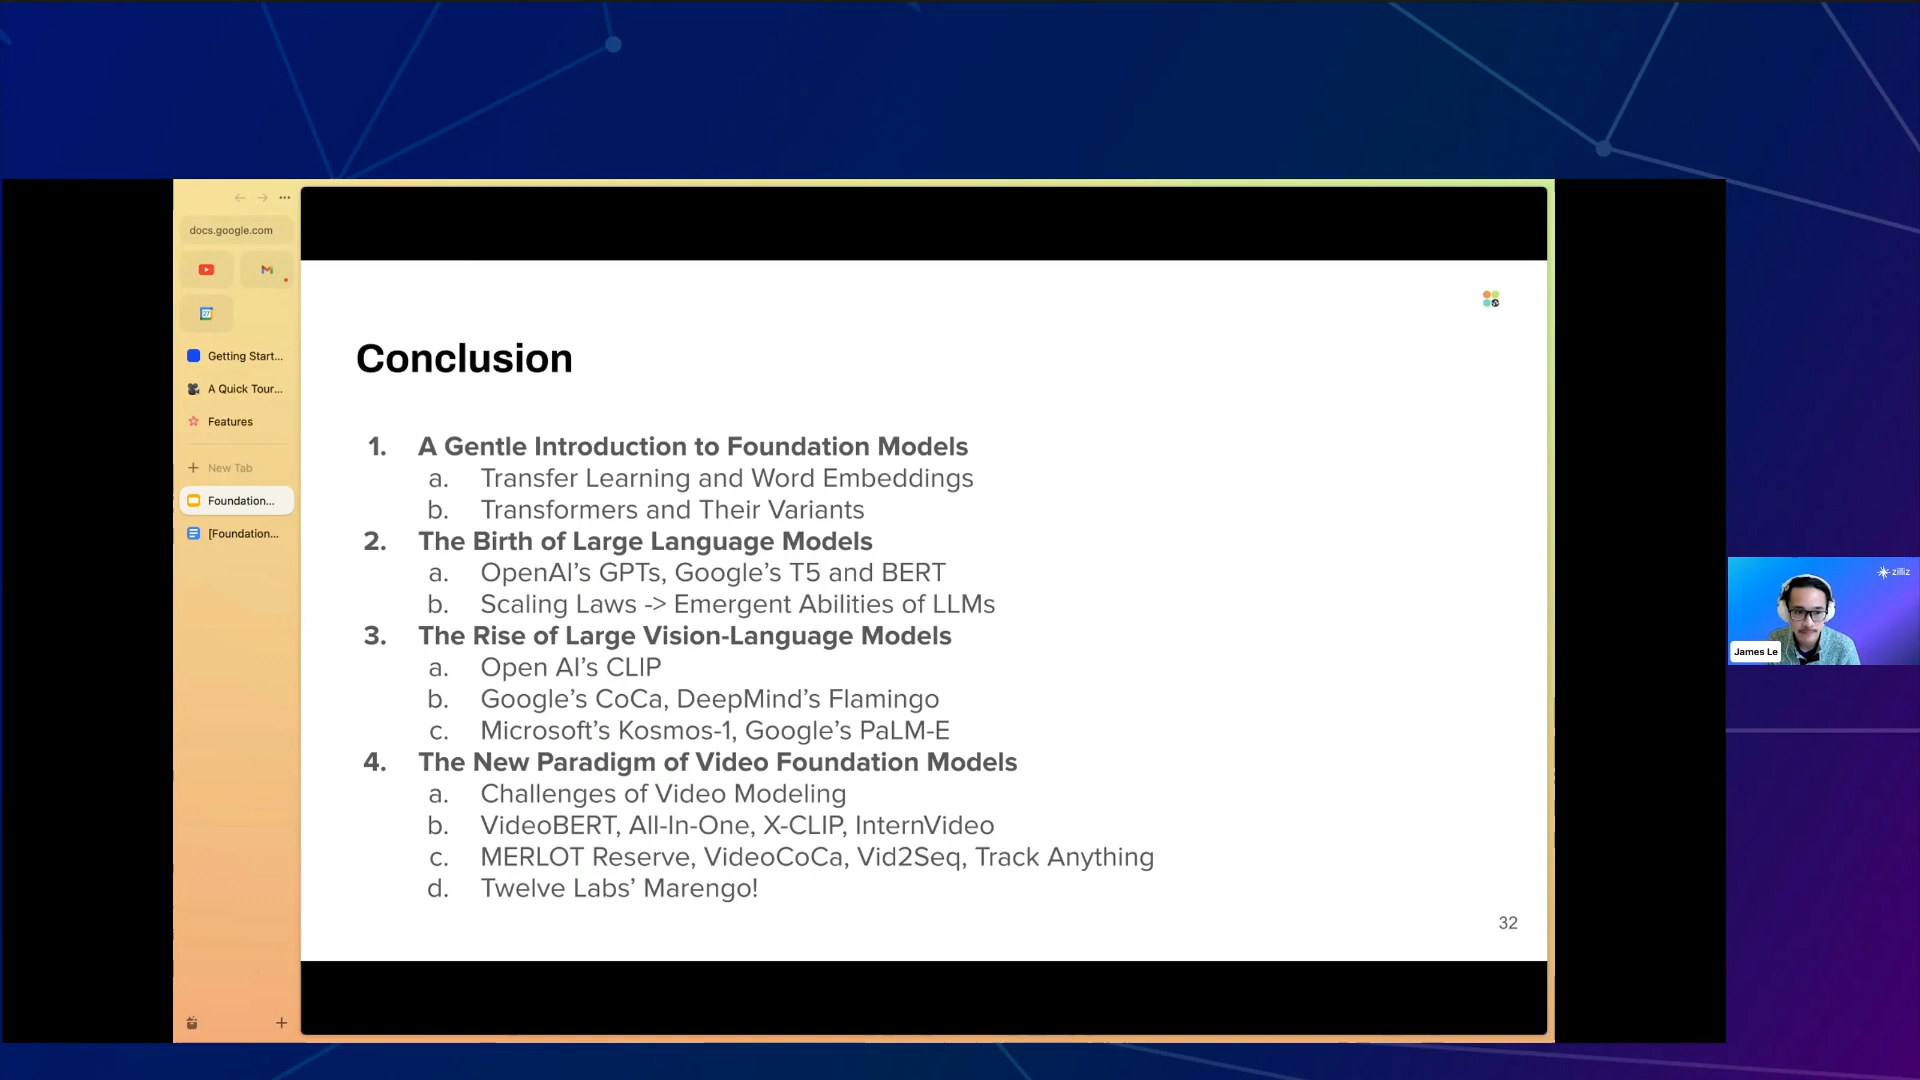 docs.google.com
27
Getting Start...
A Quick Tour...
Features
New Tab
Foundation...
[Foundation...
Conclusion
1. A Gentle Introduction to Foundation Models
a. Transfer Learning and Word Embeddings
b. Transformers and Their Variants
2. The Birth of Large Language Models
a. OpenAI’s GPTs, Google’s T5 and BERT
b. Scaling Laws -> Emergent Abilities of LLMs
3. The Rise of Large Vision-Language Models
a. Open AI’s CLIP
b. Google’s CoCa, DeepMind’s Flamingo
c. Microsoft’s Kosmos-1, Google’s PaLM-E
4. The New Paradigm of Video Foundation Models
a. Challenges of Video Modeling
b. VideoBERT, All-In-One, X-CLIP, InternVideo
c. MERLOT Reserve, VideoCoCa, Vid2Seq, Track Anything
d. Twelve Labs’ Marengo!
32
zilliz
James Le